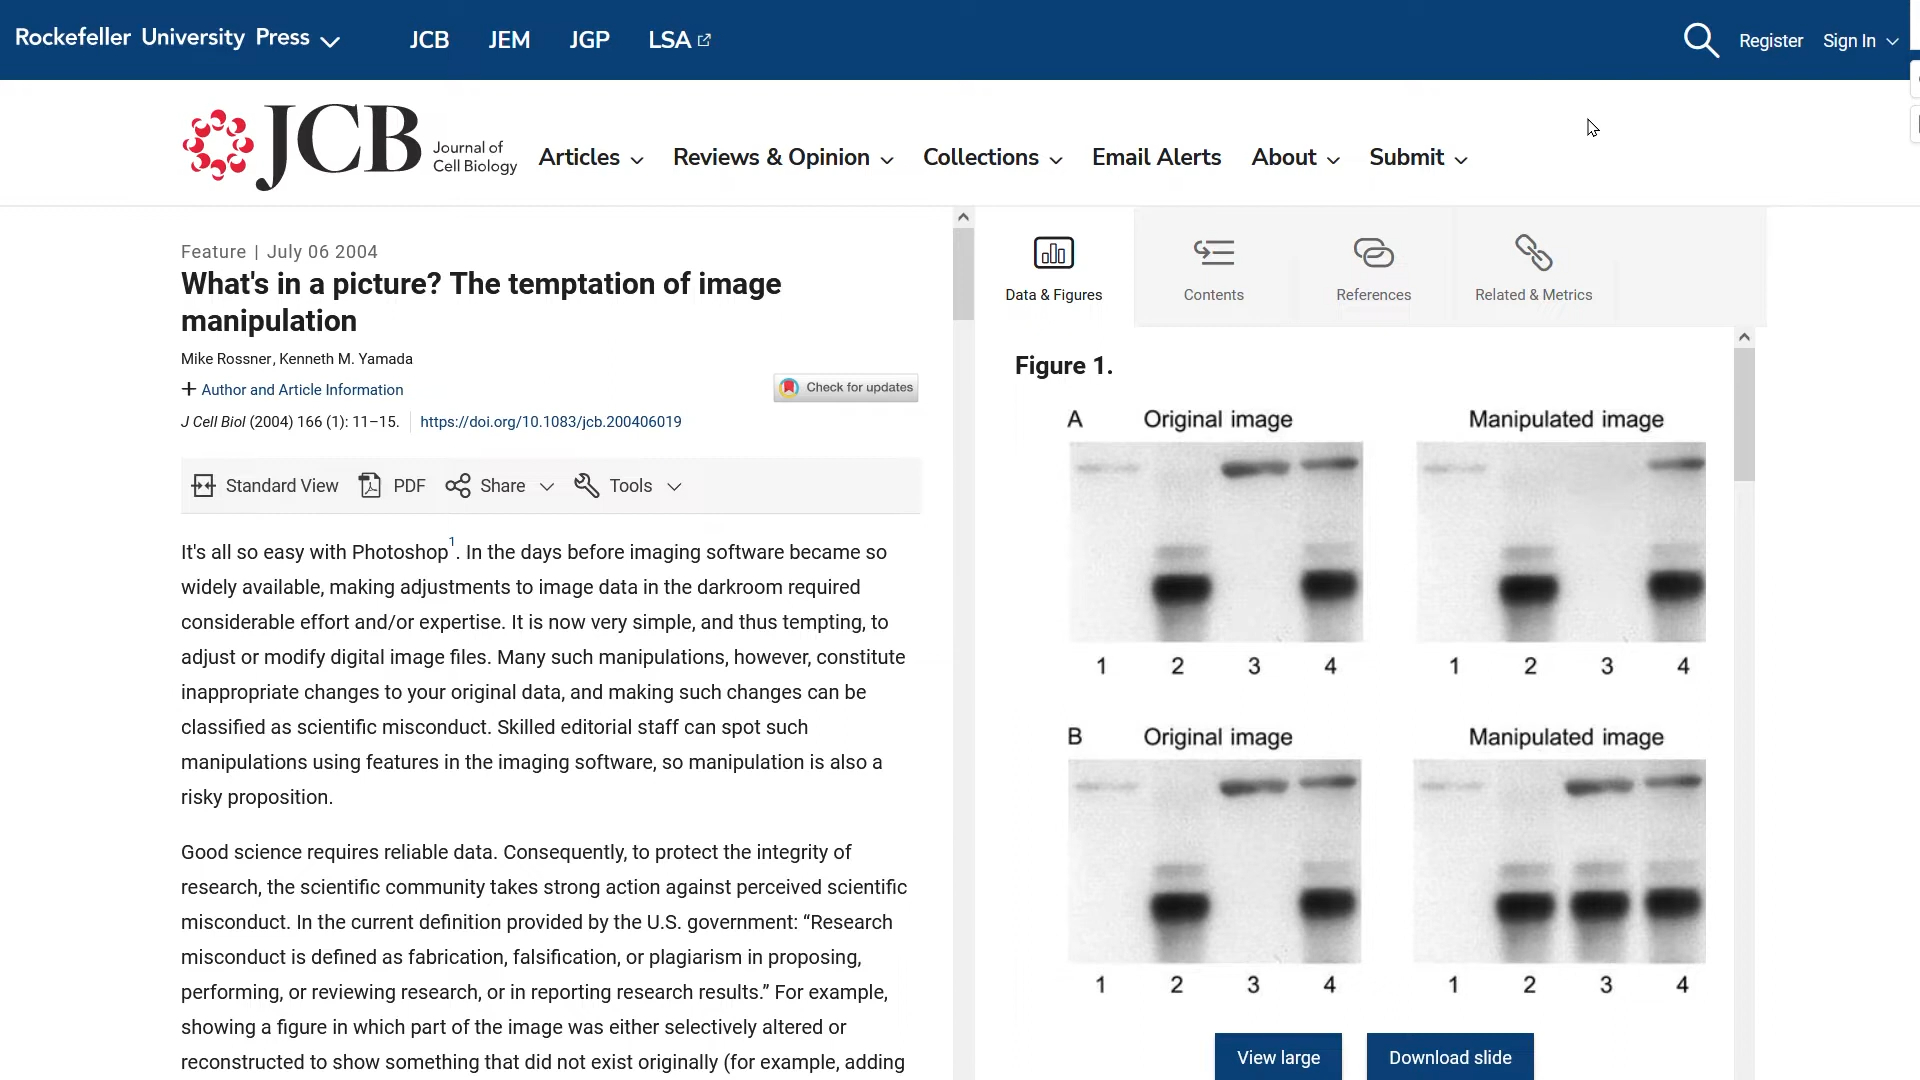 Rockefeller University Press
JCB
JEM
JGP
LSA
Register
Sign In
JCB
Journal of
Cell Biology
Articles
Reviews & Opinion
Collections
Email Alerts
About
Submit
Feature | July 06 2004
What's in a picture? The temptation of image
manipulation
Mike Rossner, Kenneth M. Yamada
+ Author and Article Information
Check for updates
J Cell Biol (2004) 166 (1): 11–15.
https://doi.org/10.1083/jcb.200406019
Standard View
PDF
Share
Tools
It's all so easy with Photoshop1. In the days before imaging software became so
widely available, making adjustments to image data in the darkroom required
considerable effort and/or expertise. It is now very simple, and thus tempting, to
adjust or modify digital image files. Many such manipulations, however, constitute
inappropriate changes to your original data, and making such changes can be
classified as scientific misconduct. Skilled editorial staff can spot such
manipulations using features in the imaging software, so manipulation is also a
risky proposition.
Good science requires reliable data. Consequently, to protect the integrity of
research, the scientific community takes strong action against perceived scientific
misconduct. In the current definition provided by the U.S. government: “Research
misconduct is defined as fabrication, falsification, or plagiarism in proposing,
performing, or reviewing research, or in reporting research results.” For example,
showing a figure in which part of the image was either selectively altered or
reconstructed to show something that did not exist originally (for example, adding
Data & Figures
Contents
References
Related & Metrics
Figure 1.
A
Original image
Manipulated image
1 2 3 4
1 2 3 4
B
Original image
Manipulated image
1 2 3 4
1 2 3 4
View large
Download slide